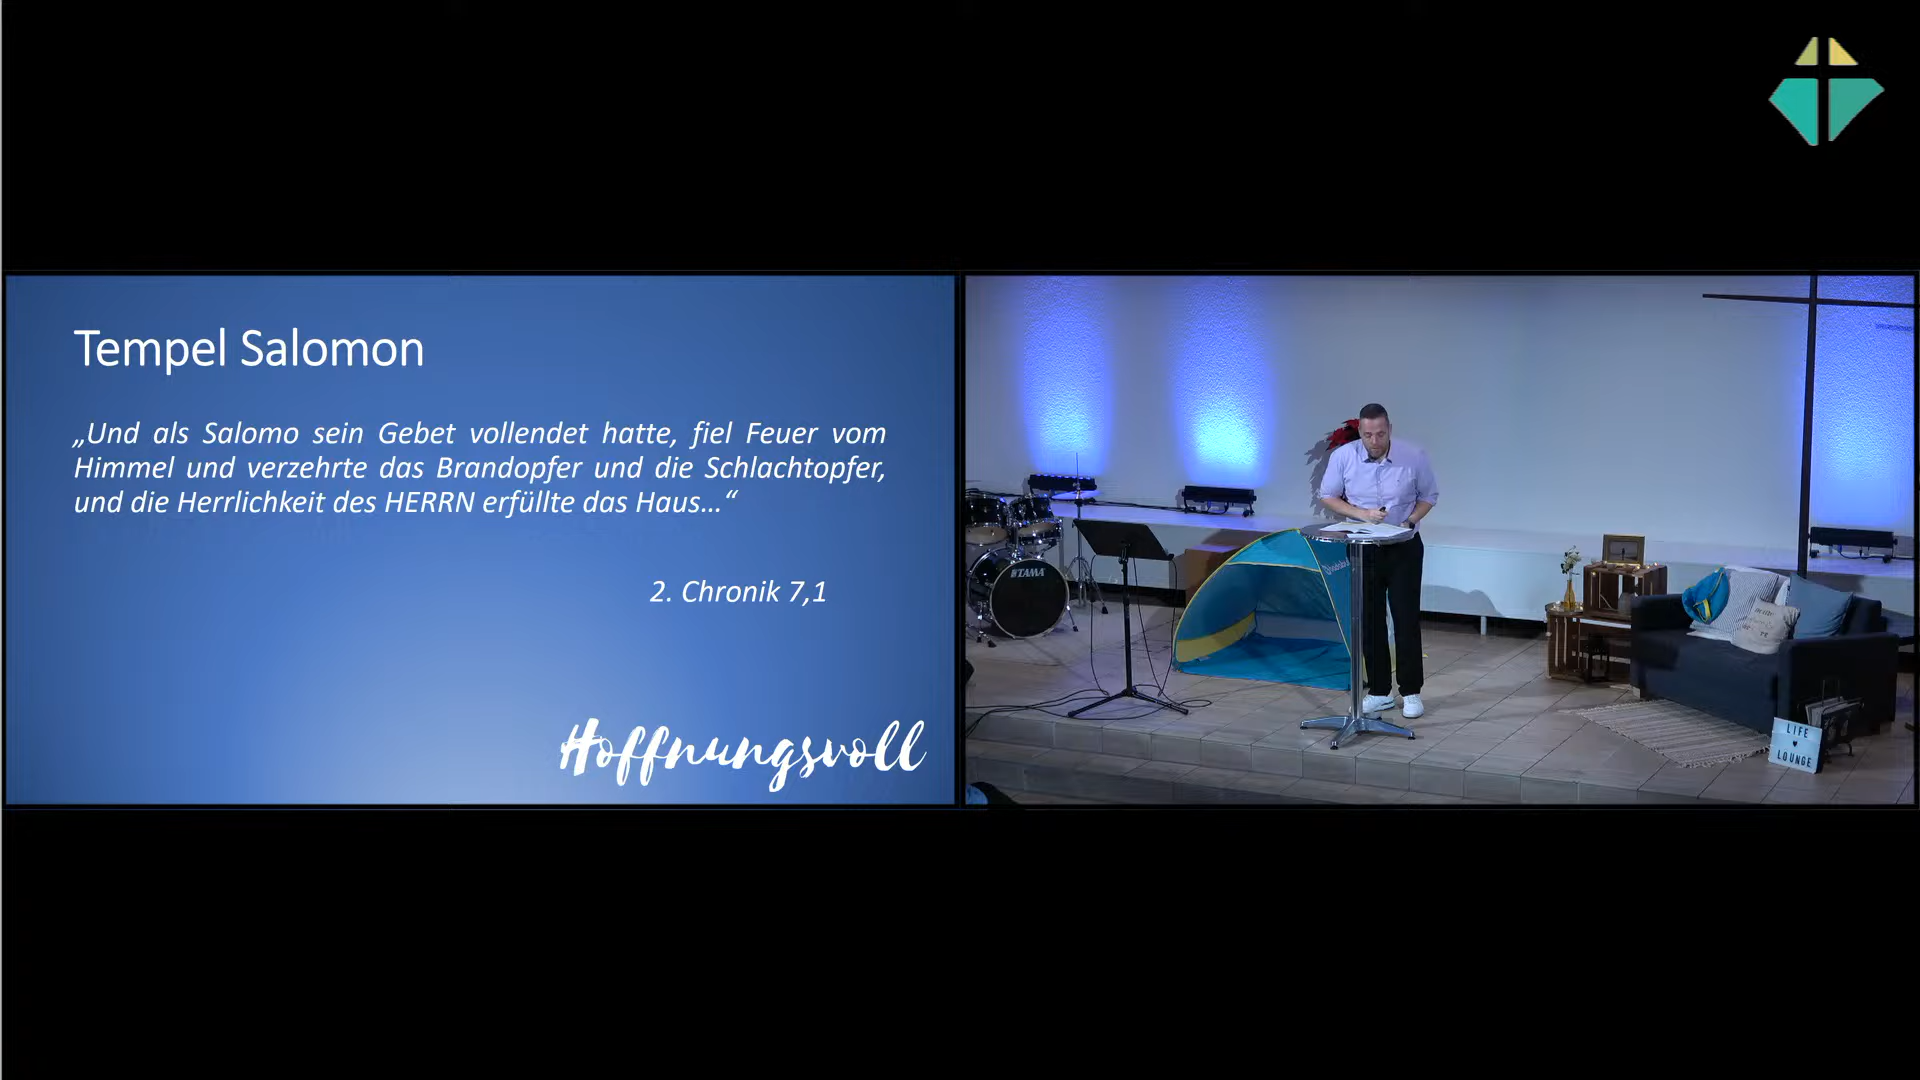 Tempel Salomon
„Und als Salomo sein Gebet vollendet hatte, fiel Feuer vom
Himmel und verzehrte das Brandopfer und die Schlachtopfer,
und die Herrlichkeit des HERRN erfüllte das Haus…“
2. Chronik 7,1
Hoffnungsvoll
TAMA
LIFE
♥
LOUNGE